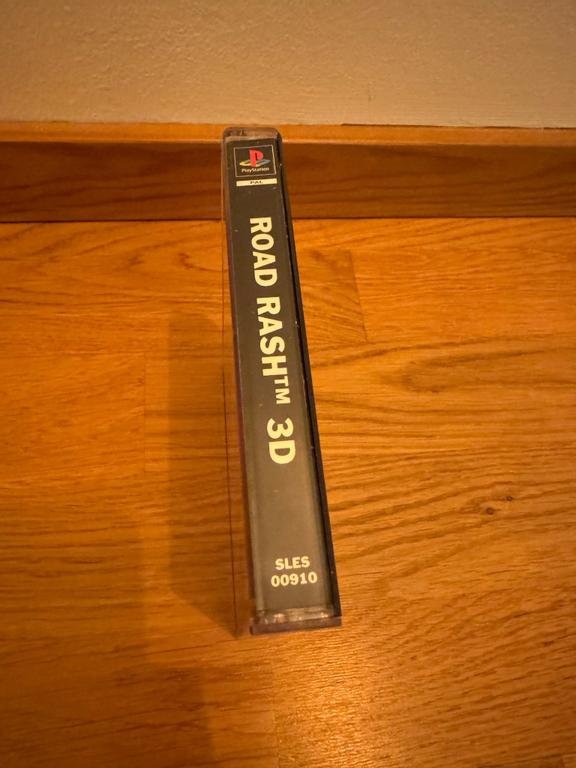 PlayStation
PAL
ROAD RASH™ 3D
SLES
00910